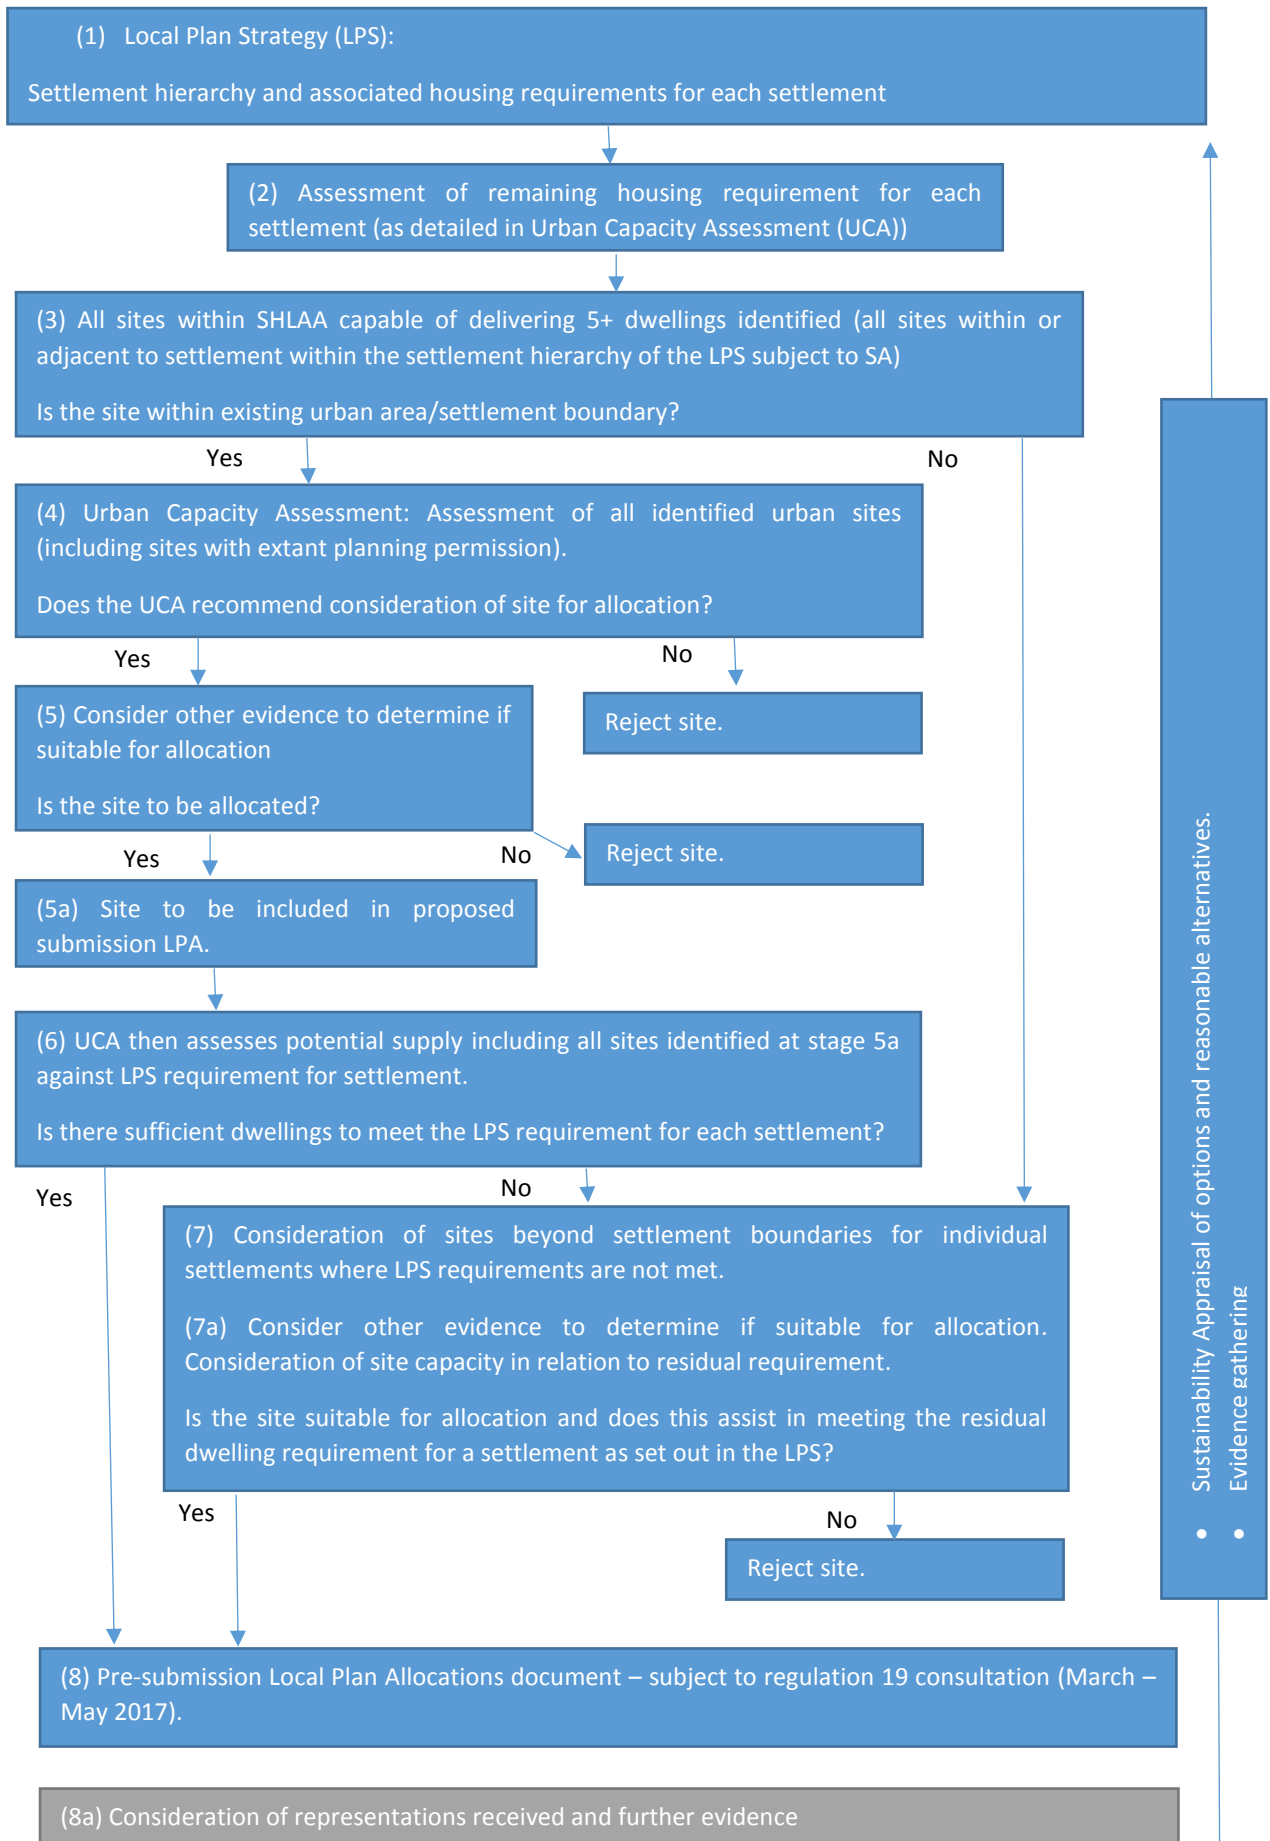 (1) Local Plan Strategy (LPS):
Settlement hierarchy and associated housing requirements for each settlement
(2) Assessment of remaining housing requirement for each
settlement (as detailed in Urban Capacity Assessment (UCA))
(3) All sites within SHLAA capable of delivering 5+ dwellings identified (all sites within or
adjacent to settlement within the settlement hierarchy of the LPS subject to SA)
Is the site within existing urban area/settlement boundary?
Yes
No
(4) Urban Capacity Assessment: Assessment of all identified urban sites
(including sites with extant planning permission).
Does the UCA recommend consideration of site for allocation?
Yes
No
(5) Consider other evidence to determine if
suitable for allocation
Is the site to be allocated?
Reject site.
Yes
No
Reject site.
(5a) Site to be included in proposed
submission LPA.
(6) UCA then assesses potential supply including all sites identified at stage 5a
against LPS requirement for settlement.
Is there sufficient dwellings to meet the LPS requirement for each settlement?
Yes
No
(7) Consideration of sites beyond settlement boundaries for individual
settlements where LPS requirements are not met.
(7a) Consider other evidence to determine if suitable for allocation.
Consideration of site capacity in relation to residual requirement.
Is the site suitable for allocation and does this assist in meeting the residual
dwelling requirement for a settlement as set out in the LPS?
Yes
No
Reject site.
(8) Pre-submission Local Plan Allocations document – subject to regulation 19 consultation (March –
May 2017).
(8a) Consideration of representations received and further evidence
• Sustainability Appraisal of options and reasonable alternatives.
• Evidence gathering